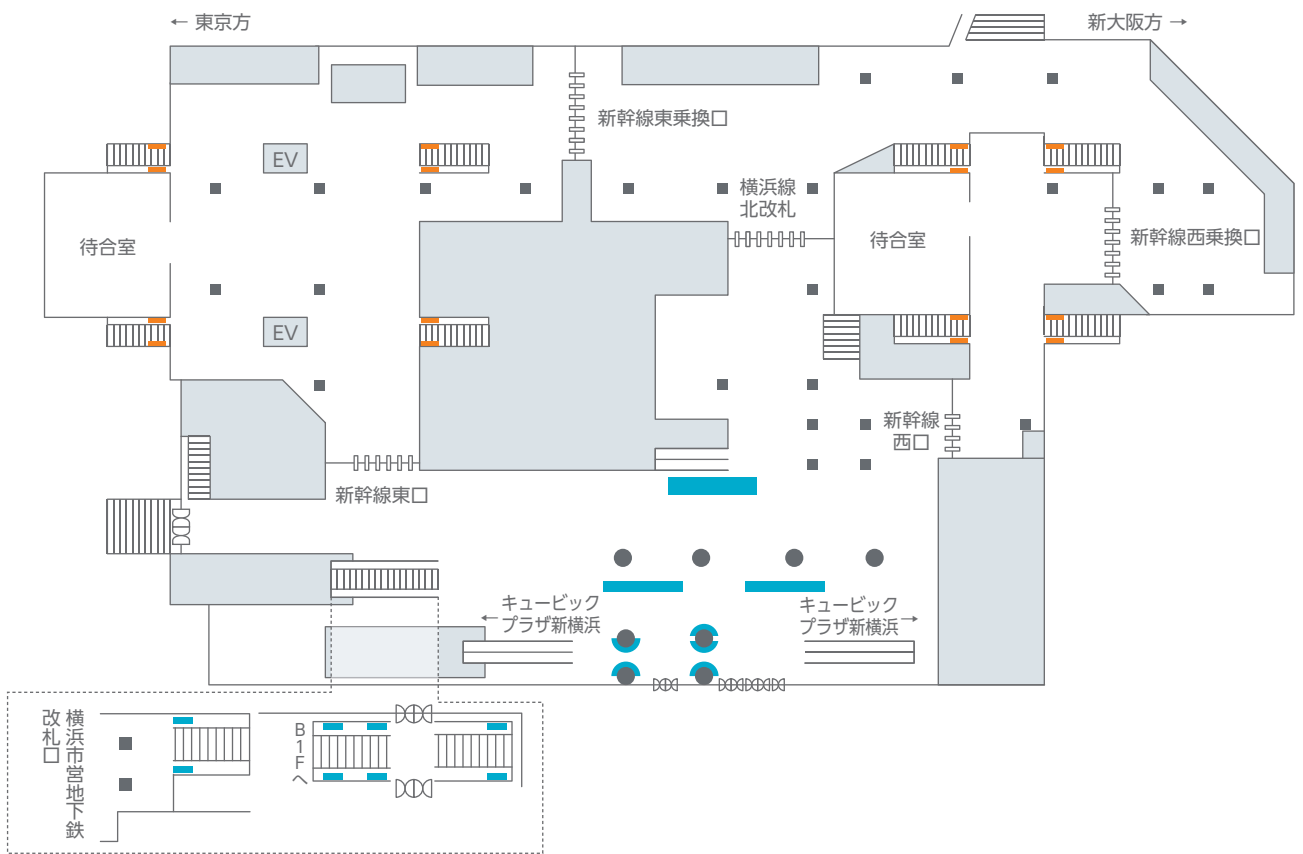 ← 東京方
新大阪方 →
新幹線東乗換口
EV
横浜線
北改札
待合室
待合室
新幹線西乗換口
EV
新幹線
西口
新幹線東口
←キュービック
プラザ新横浜
キュービック→
プラザ新横浜
横浜市営地下鉄
改札口
B1Fへ